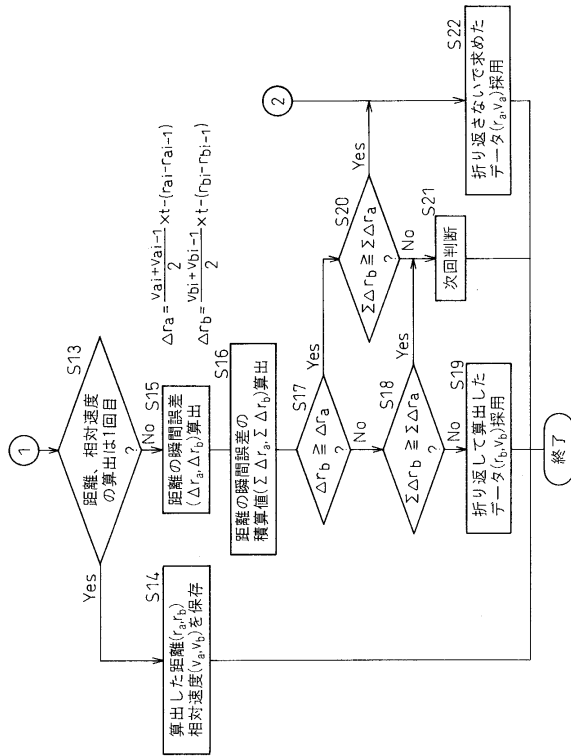 1
S13
距離、相対速度
の算出は1回目
?
Yes
No
S14
算出した距離(ra,rb)
相対速度(va,vb)を保存
S15
距離の瞬間誤差
(Δra,Δrb)算出
Δra=vai+vai-1/2×t-(rai-rai-1)
Δrb=vbi+vbi-1/2×t-(rbi-rbi-1)
S16
距離の瞬間誤差の
積算値(ΣΔra,ΣΔrb)算出
S17
Δrb≧Δra
?
Yes
No
S18
ΣΔrb≧ΣΔra
?
Yes
No
S19
折り返して算出した
データ(rb,vb)採用
S20
ΣΔrb≧ΣΔra
?
Yes
No
S21
次回判断
2
S22
折り返さないで求めた
データ(ra,va)採用
終了